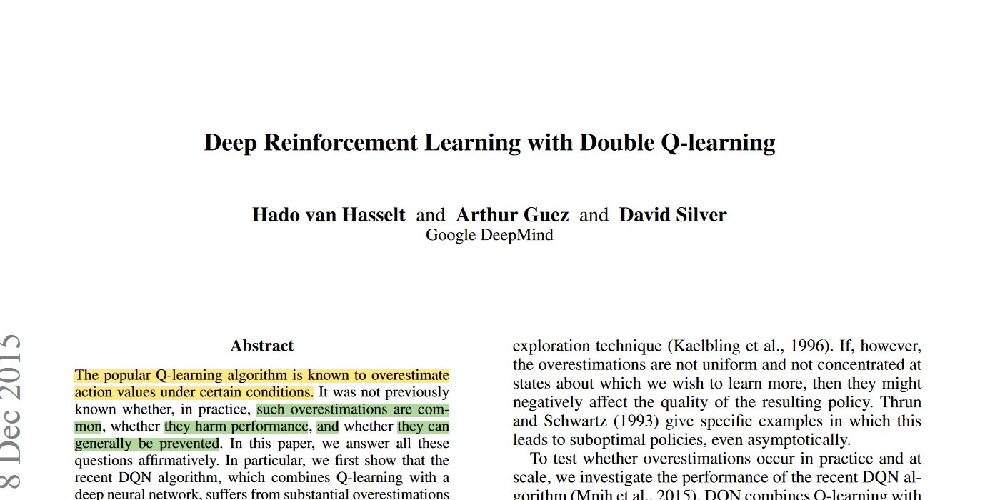 Deep Reinforcement Learning with Double Q-learning
Hado van Hasselt and Arthur Guez and David Silver
Google DeepMind
8 Dec 2015
Abstract
The popular Q-learning algorithm is known to overestimate
action values under certain conditions. It was not previously
known whether, in practice, such overestimations are com-
mon, whether they harm performance, and whether they can
generally be prevented. In this paper, we answer all these
questions affirmatively. In particular, we first show that the
recent DQN algorithm, which combines Q-learning with a
deep neural network, suffers from substantial overestimations
exploration technique (Kaelbling et al., 1996). If, however,
the overestimations are not uniform and not concentrated at
states about which we wish to learn more, then they might
negatively affect the quality of the resulting policy. Thrun
and Schwartz (1993) give specific examples in which this
leads to suboptimal policies, even asymptotically.
To test whether overestimations occur in practice and at
scale, we investigate the performance of the recent DQN al-
gorithm (Mnih et al., 2015). DQN combines Q-learning with